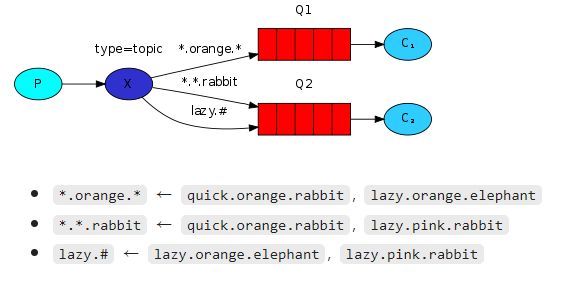 Q1
type=topic *.orange.*
C₁
P
X
*.*.rabbit
Q2
lazy.#
C₂
*.orange.* ← quick.orange.rabbit, lazy.orange.elephant
*.*.rabbit ← quick.orange.rabbit, lazy.pink.rabbit
lazy.# ← lazy.orange.elephant, lazy.pink.rabbit